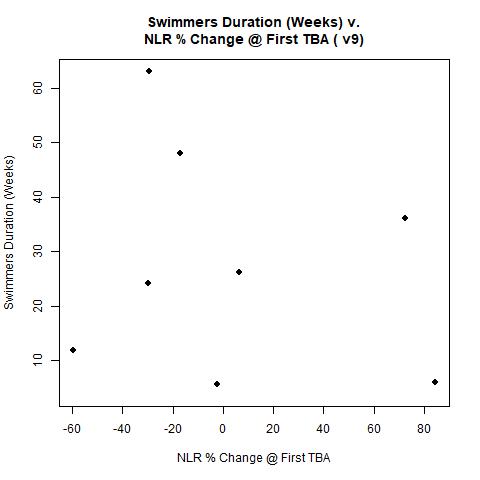 Swimmers Duration (Weeks) v.
NLR % Change @ First TBA ( v9)
Swimmers Duration (Weeks)
60
50
40
30
20
10
-60 -40 -20 0 20 40 60 80
NLR % Change @ First TBA